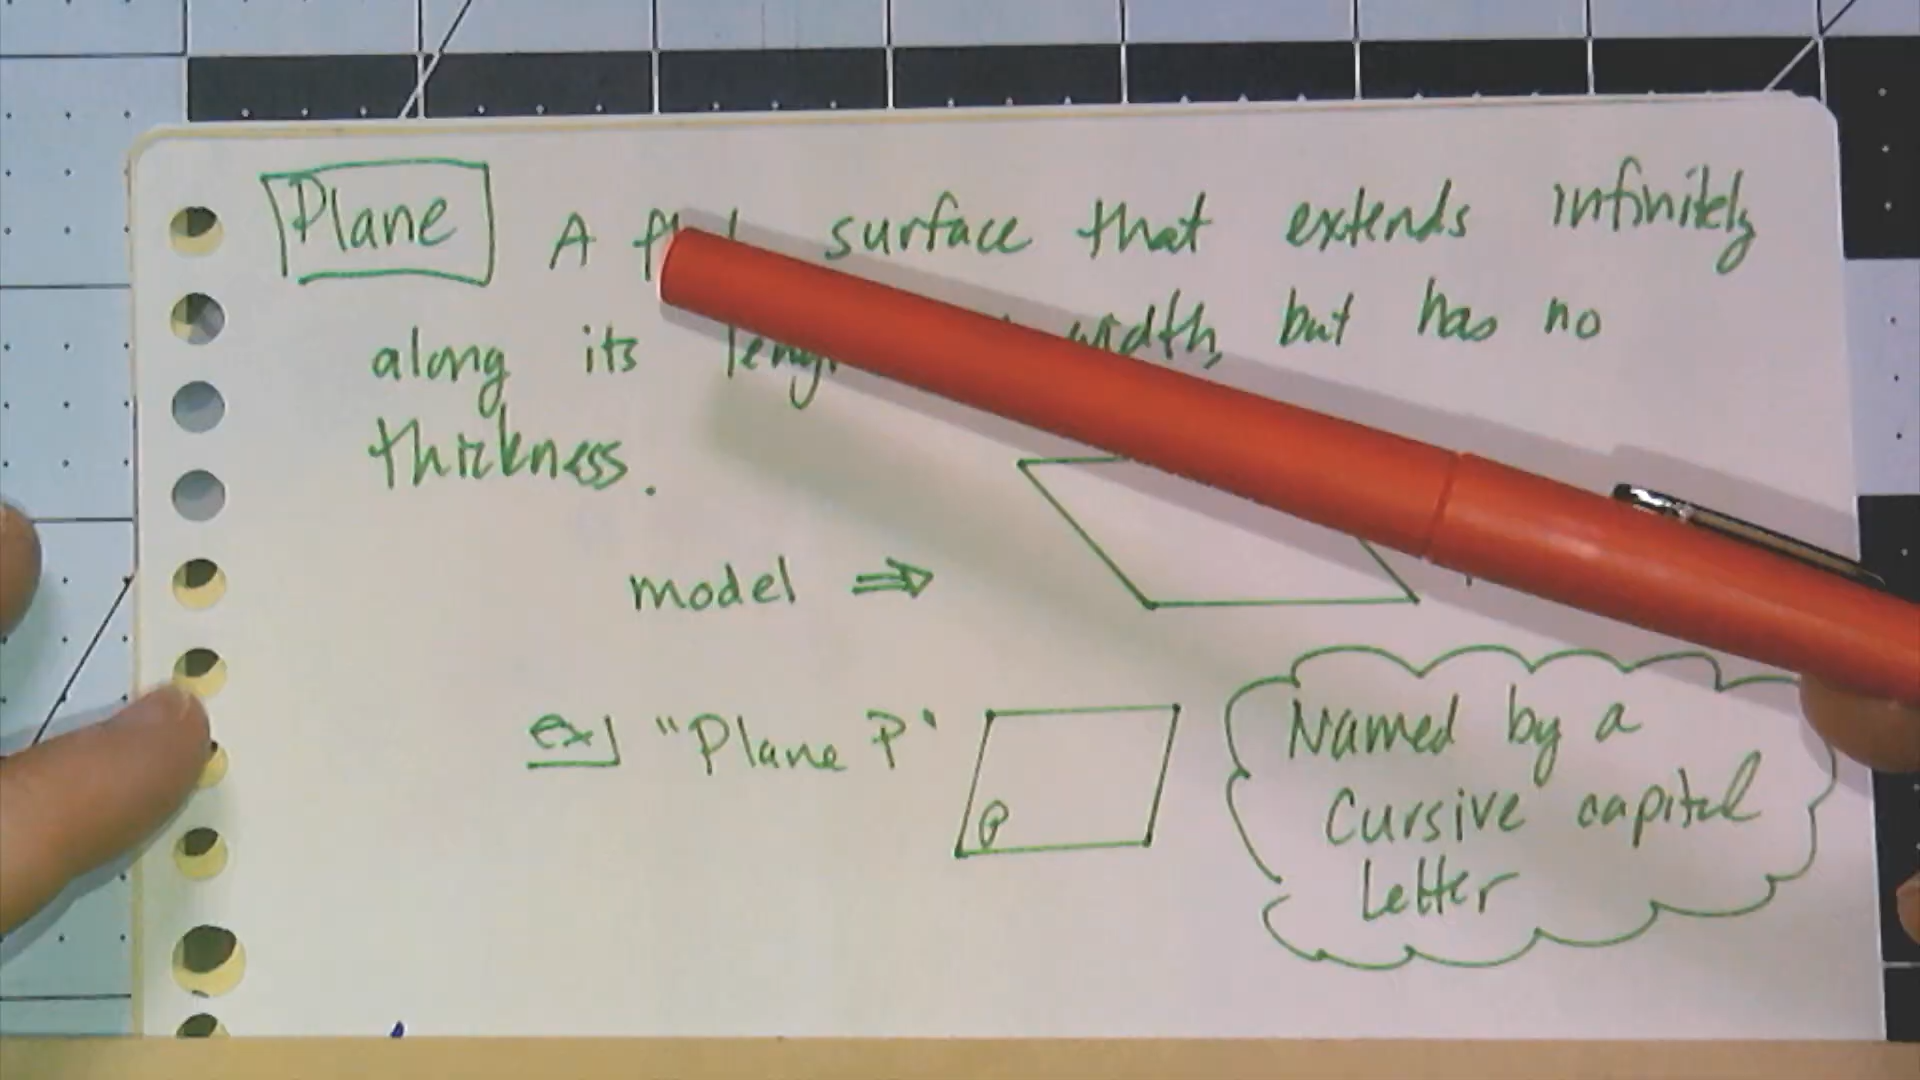 Plane A surface that extends infinitely
along its width, but has no
thickness.
model ⇒
ex] "Plane P"
P
Named by a
Cursive capital
Letter